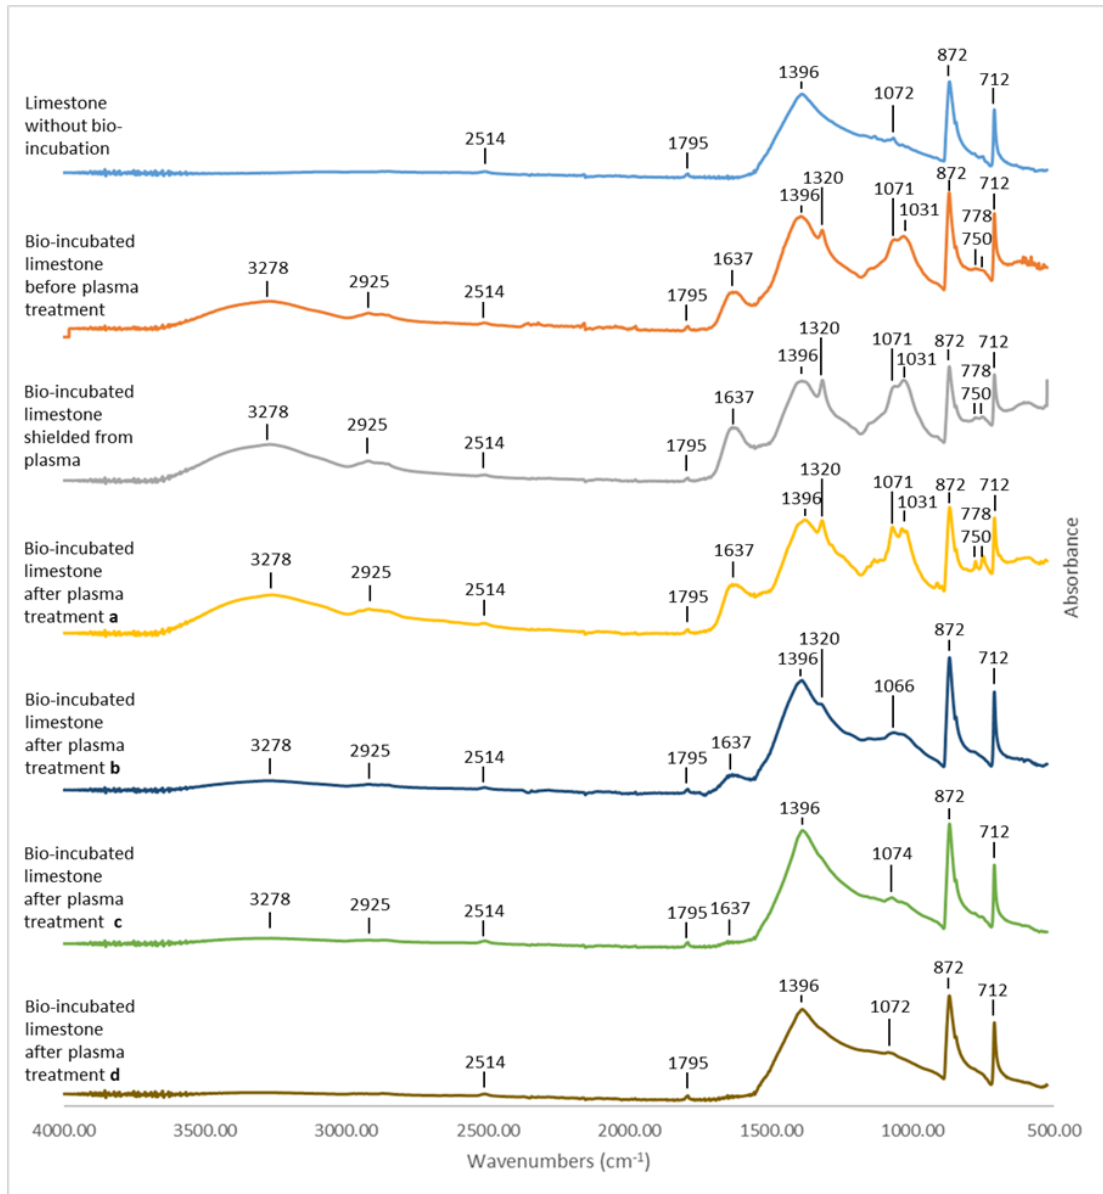 872
1396
712
1072
Limestone
without bio-
incubation
2514
1795
872
1320
1396
1071
712
1031
778
750
Bio-incubated
limestone
before plasma
treatment
3278
2925
2514
1795
1637
1320
1396
1071
1031
872
712
778
750
Bio-incubated
limestone
shielded from
plasma
3278
2925
2514
1795
1637
1320
1396
1071
1031
872
712
778
750
Bio-incubated
limestone
after plasma
treatment a
3278
2925
2514
1795
1637
Absorbance
1320
1396
1066
872
712
Bio-incubated
limestone
after plasma
treatment b
3278
2925
2514
1795
1637
1396
1074
872
712
Bio-incubated
limestone
after plasma
treatment c
3278
2925
2514
1795
1637
1396
1072
872
712
Bio-incubated
limestone
after plasma
treatment d
2514
1795
4000.00 3500.00 3000.00 2500.00 2000.00 1500.00 1000.00 500.00
Wavenumbers (cm⁻¹)